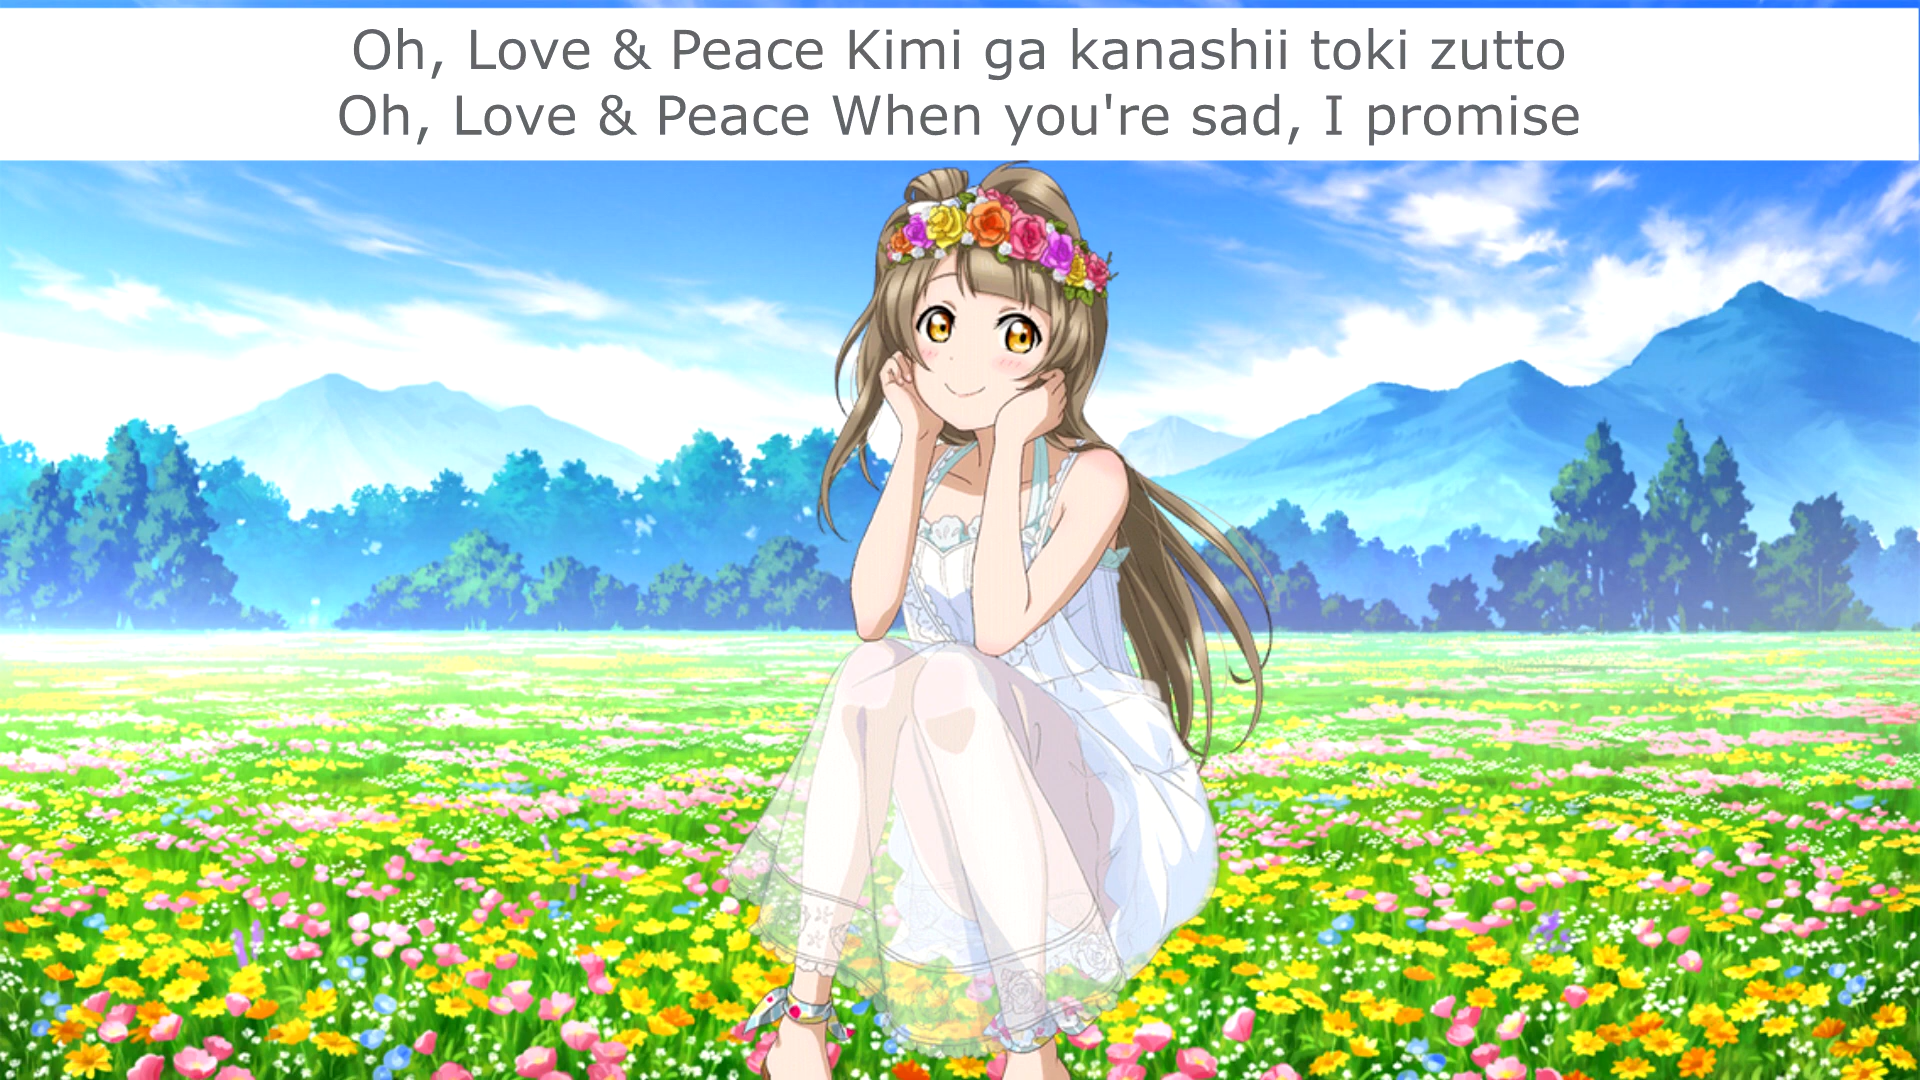 Oh, Love & Peace Kimi ga kanashii toki zutto
Oh, Love & Peace When you're sad, I promise